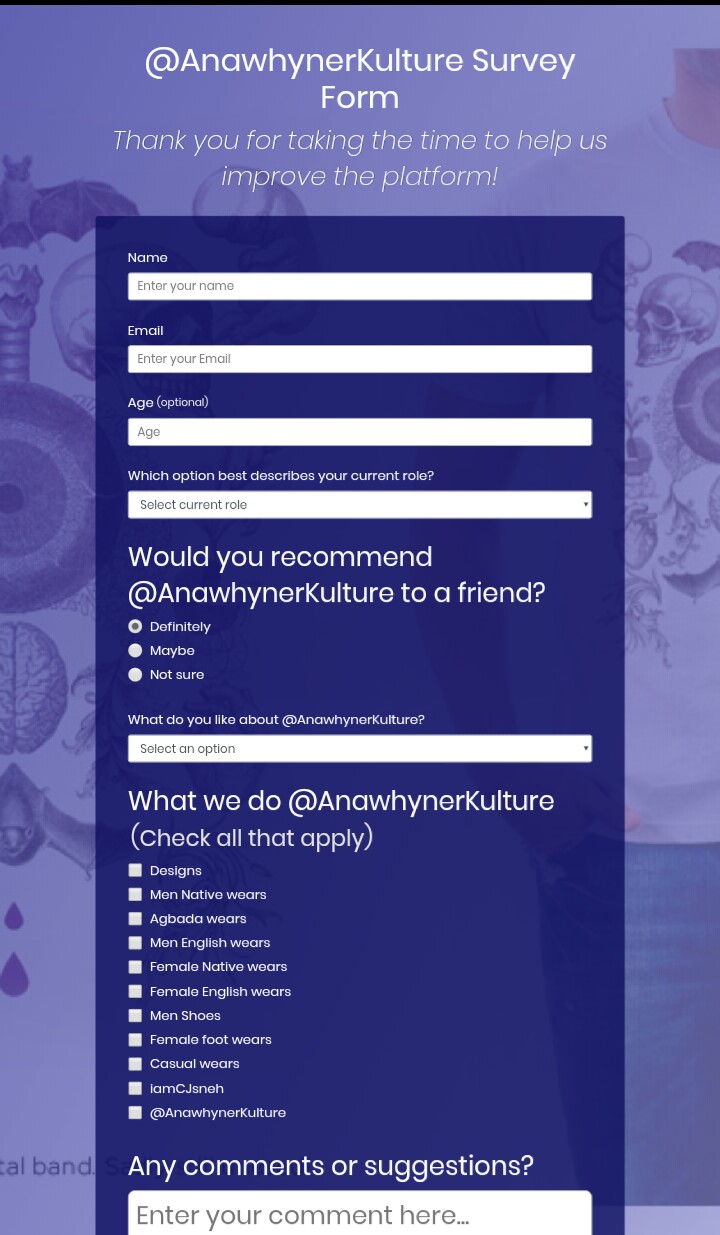 @AnawhynerKulture Survey
Form
Thank you for taking the time to help us
improve the platform!
Name
Enter your name
Email
Enter your Email
Age (optional)
Age
Which option best describes your current role?
Select current role
Would you recommend
@AnawhynerKulture to a friend?
Definitely
Maybe
Not sure
What do you like about @AnawhynerKulture?
Select an option
What we do @AnawhynerKulture
(Check all that apply)
Designs
Men Native wears
Agbada wears
Men English wears
Female Native wears
Female English wears
Men Shoes
Female foot wears
Casual wears
iamCJsneh
@AnawhynerKulture
tal band.
Any comments or suggestions?
Enter your comment here...